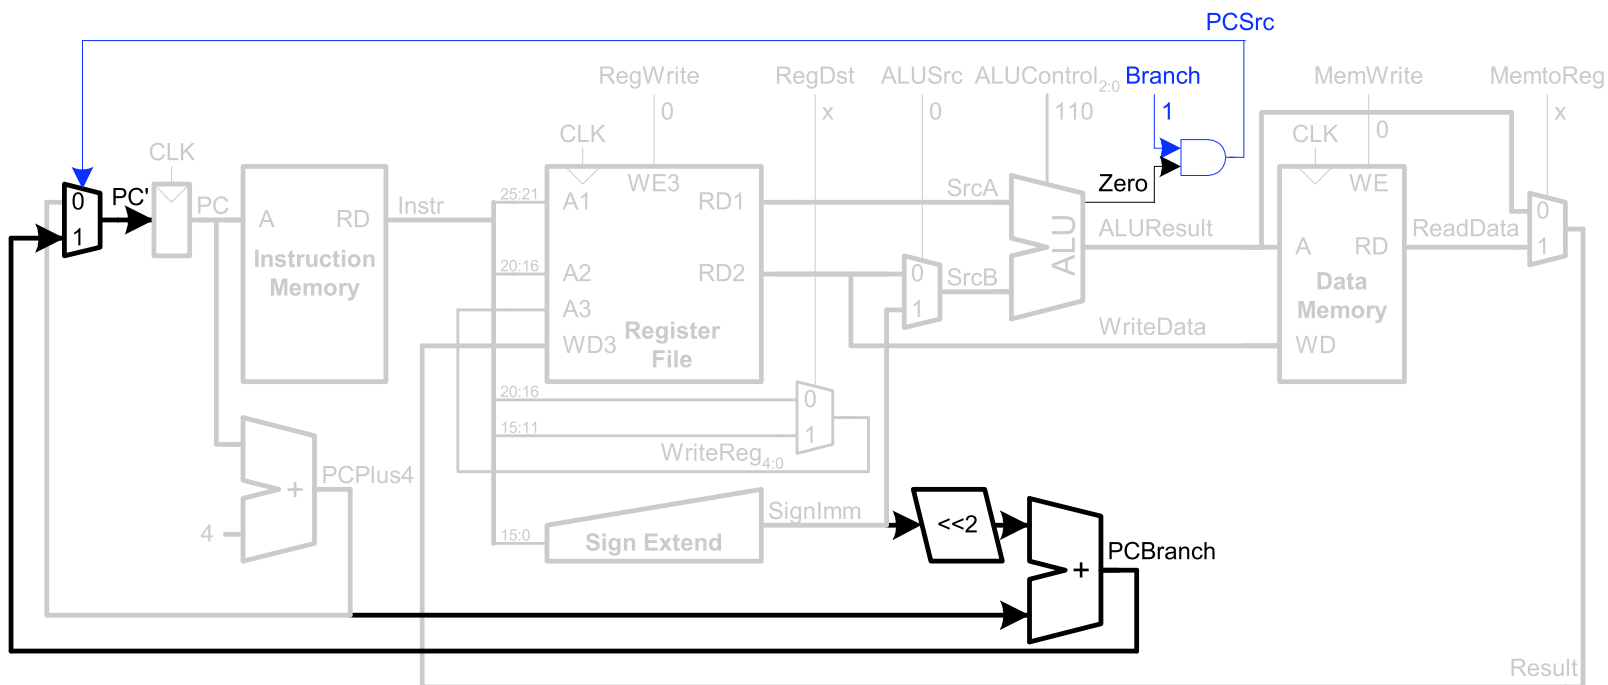 PCSrc
RegWrite RegDst ALUSrc ALUControl2:0 Branch MemWrite MemtoReg
0 x 0 110 1 0 x
CLK CLK CLK
PC' 0 1
PC
A RD
Instruction
Memory
Instr
25:21
20:16
A1 WE3 RD1
A2 RD2
A3
WD3
Register
File
SrcA
0 1
SrcB
ALU
Zero
ALUResult
WriteData
WE
A RD
Data
Memory
WD
ReadData
0
1
20:16
15:11
0
1
WriteReg4:0
PCPlus4
+
4
15:0
Sign Extend
SignImm
<<2
+
PCBranch
Result